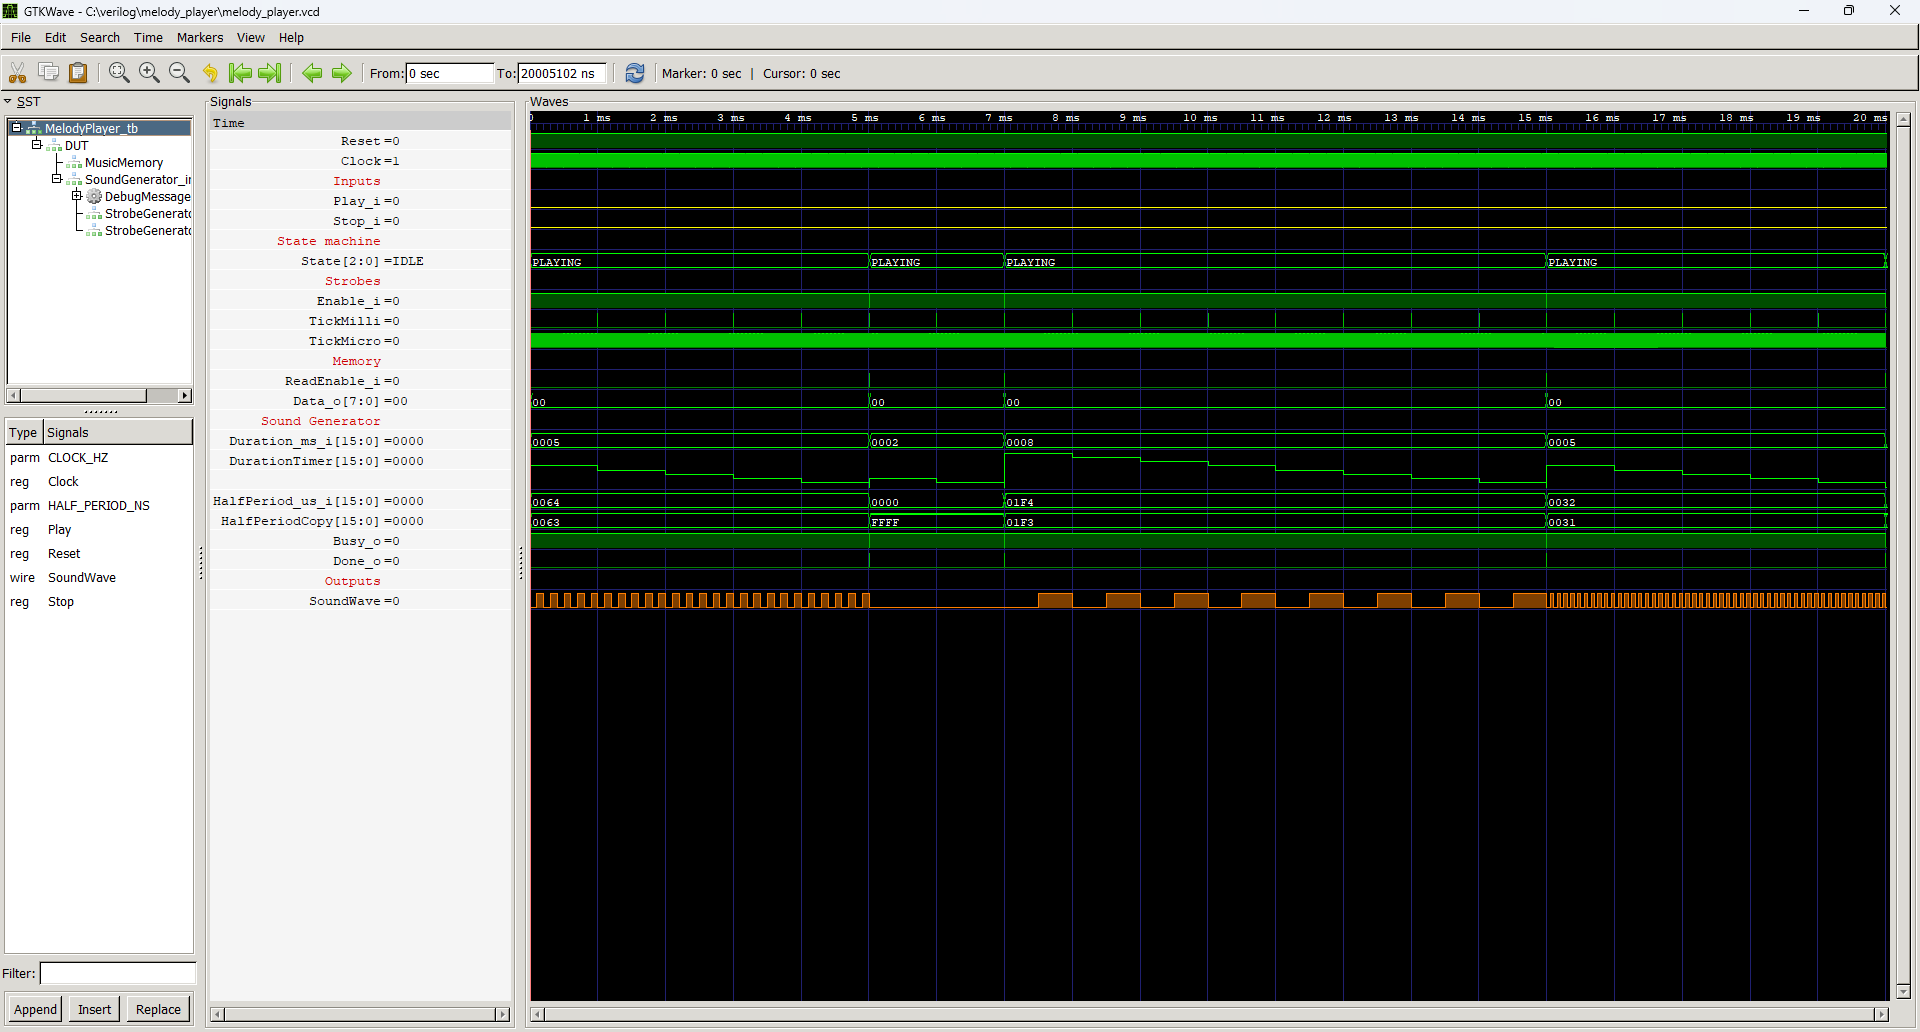 GTKWave - C:\verilog\melody_player\melody_player.vcd
File Edit Search Time Markers View Help
From: 0 sec To: 20005102 ns Marker: 0 sec | Cursor: 0 sec
SST
MelodyPlayer_tb
DUT
MusicMemory
SoundGenerator_i
DebugMessage
StrobeGenerato
StrobeGenerato
Type Signals
parm CLOCK_HZ
reg Clock
parm HALF_PERIOD_NS
reg Play
reg Reset
wire SoundWave
reg Stop
Filter:
Append Insert Replace
Signals
Time
Reset =0
Clock =1
Inputs
Play_i =0
Stop_i =0
State machine
State[2:0] =IDLE
Strobes
Enable_i =0
TickMilli =0
TickMicro =0
Memory
ReadEnable_i =0
Data_o[7:0] =00
Sound Generator
Duration_ms_i[15:0] =0000
DurationTimer[15:0] =0000
HalfPeriod_us_i[15:0] =0000
HalfPeriodCopy[15:0] =0000
Busy_o =0
Done_o =0
Outputs
SoundWave =0
Waves
0 1 ms 2 ms 3 ms 4 ms 5 ms 6 ms 7 ms 8 ms 9 ms 10 ms 11 ms 12 ms 13 ms 14 ms 15 ms 16 ms 17 ms 18 ms 19 ms 20 ms
PLAYING PLAYING PLAYING PLAYING
00 00 00 00
0005 0002 0008 0005
0064 0000 01F4 0032
0063 FFFF 01F3 0031